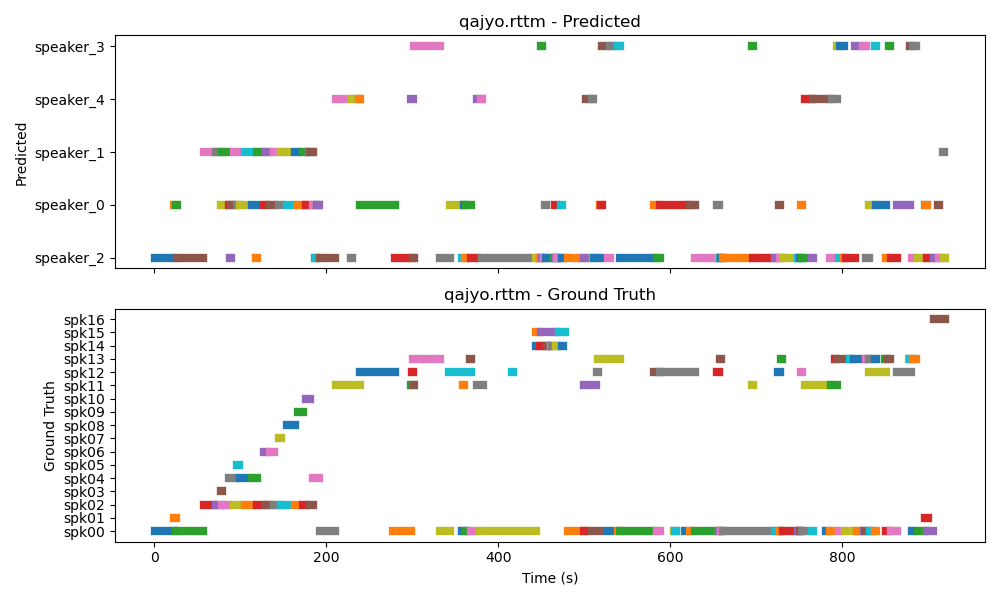 qajyo.rttm - Predicted
speaker_3
speaker_4
speaker_1
speaker_0
speaker_2
Predicted
qajyo.rttm - Ground Truth
spk16
spk15
spk14
spk13
spk12
spk11
spk10
spk09
spk08
spk07
spk06
spk05
spk04
spk03
spk02
spk01
spk00
Ground Truth
0 200 400 600 800
Time (s)